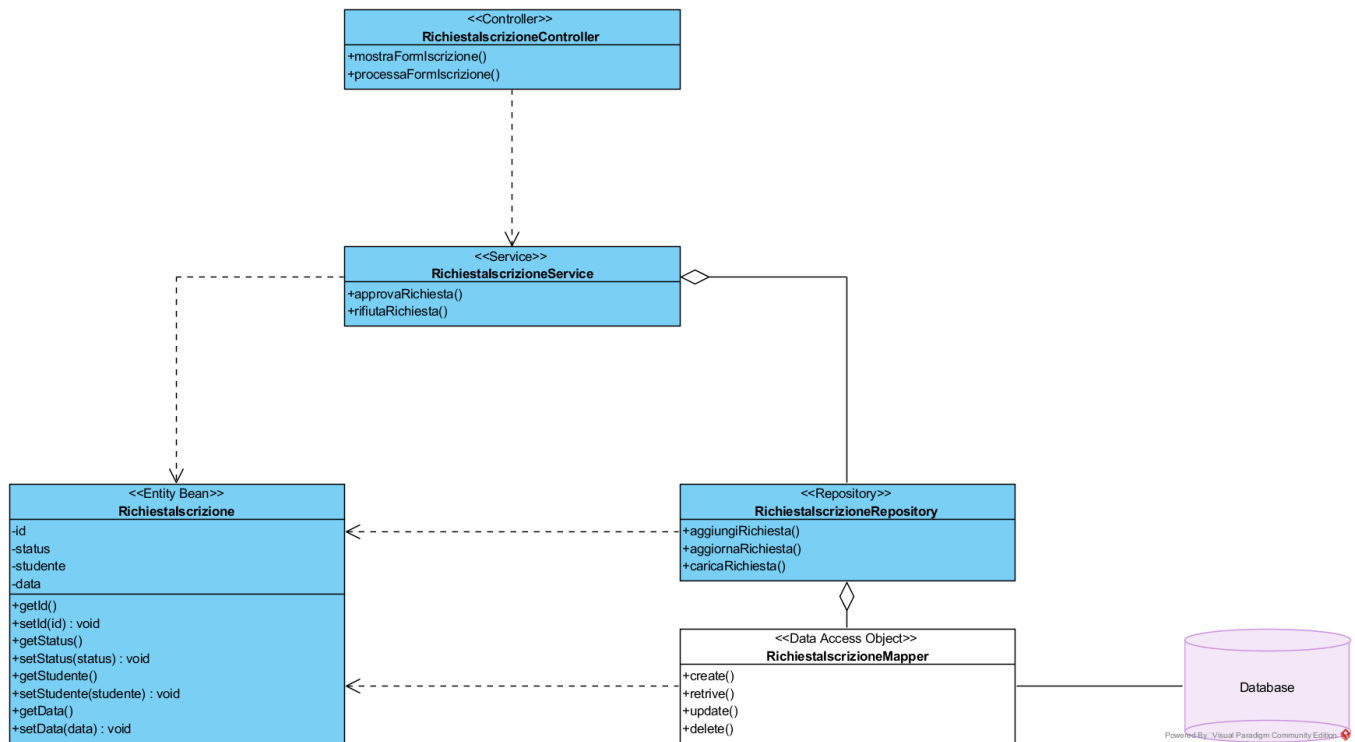 <<Controller>>
RichiestaIscrizioneController
+mostraFormIscrizione()
+processaFormIscrizione()
<<Service>>
RichiestaIscrizioneService
+approvaRichiesta()
+rifiutaRichiesta()
<<Entity Bean>>
RichiestaIscrizione
-id
-status
-studente
-data
+getId()
+setId(id) : void
+getStatus()
+setStatus(status) : void
+getStudente()
+setStudente(studente) : void
+getData()
+setData(data) : void
<<Repository>>
RichiestaIscrizioneRepository
+aggiungiRichiesta()
+aggiornaRichiesta()
+caricaRichiesta()
<<Data Access Object>>
RichiestaIscrizioneMapper
+create()
+retrive()
+update()
+delete()
Database
Powered By Visual Paradigm Community Edition